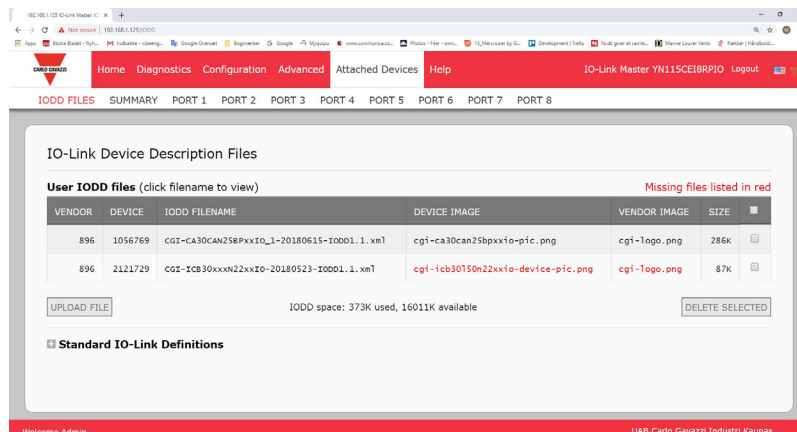 192.168.1.125 IO-Link Master IO
Not secure | 192.168.1.125/IODD
Apps Ekstra Bladet - Nyh... Google Oversæt Bogmærker Google Myquppu Development | Trello Marine Louver Vents
CARLO GAVAZZI Home Diagnostics Configuration Advanced Attached Devices Help IO-Link Master YN115CEI8RPIO Logout
IODD FILES SUMMARY PORT 1 PORT 2 PORT 3 PORT 4 PORT 5 PORT 6 PORT 7 PORT 8
IO-Link Device Description Files
User IODD files (click filename to view) Missing files listed in red
VENDOR DEVICE IODD FILENAME DEVICE IMAGE VENDOR IMAGE SIZE
896 1056769 CGI-CA30CAN25BPxxIO_1-20180615-IODD1.1.xml cgi-ca30can25bpxxio-pic.png cgi-logo.png 286K
896 2121729 CGI-ICB30xxxN22xxIO-20180523-IODD1.1.xml cgi-icb30l50n22xxio-device-pic.png cgi-logo.png 87K
UPLOAD FILE IODD space: 373K used, 16011K available DELETE SELECTED
Standard IO-Link Definitions
Welcome Admin UAB Carlo Gavazzi Industri Kaunas